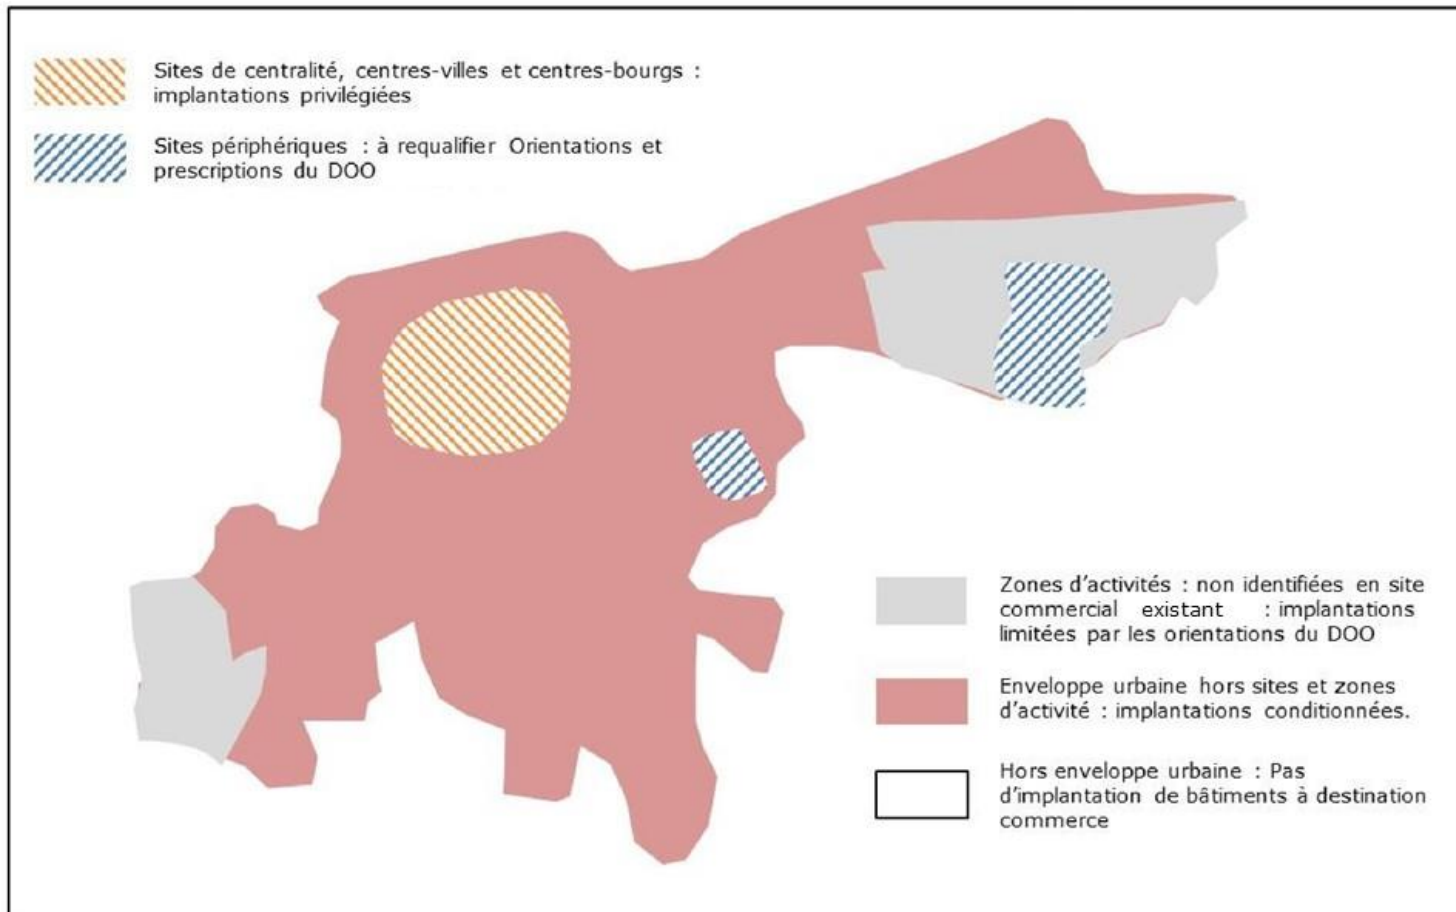 Sites de centralité, centres-villes et centres-bourgs :
implantations privilégiées
Sites périphériques : à requalifier Orientations et
prescriptions du DOO
Zones d'activités : non identifiées en site
commercial existant : implantations
limitées par les orientations du DOO
Enveloppe urbaine hors sites et zones
d'activité : implantations conditionnées.
Hors enveloppe urbaine : Pas
d'implantation de bâtiments à destination
commerce